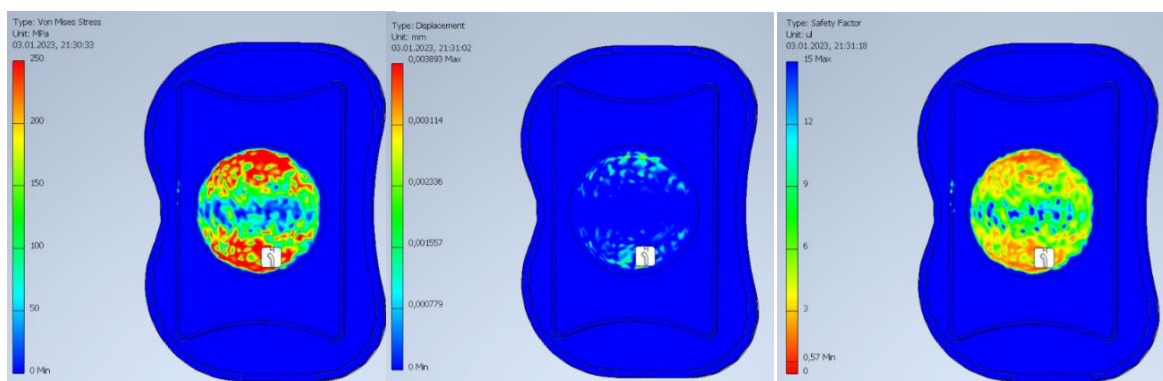 Type: Von Mises Stress
Unit: MPa
03.01.2023, 21:30:33
250
200
150
100
50
0 Min
Type: Displacement
Unit: mm
03.01.2023, 21:31:02
0,003893 Max
0,003114
0,002336
0,001557
0,000779
0 Min
Type: Safety Factor
Unit: ul
03.01.2023, 21:31:18
15 Max
12
9
6
3
0,57 Min
0